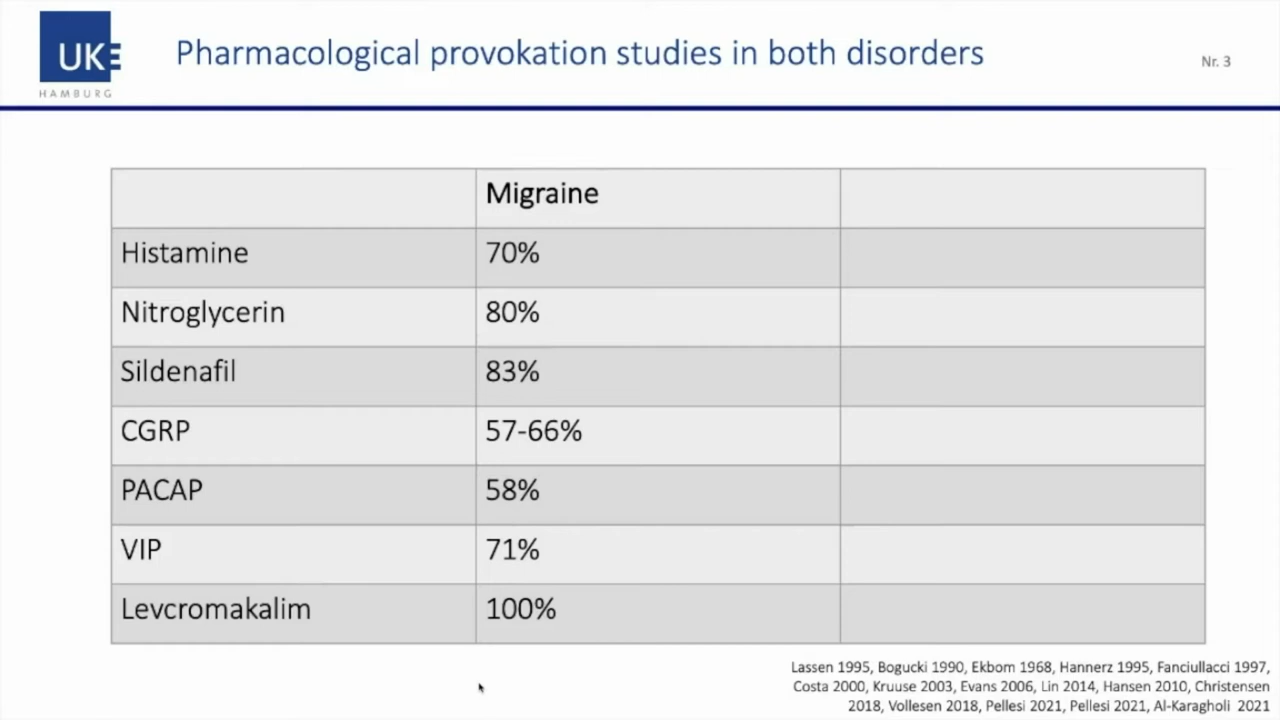 UKE
HAMBURG
Pharmacological provokation studies in both disorders
Nr. 3
Migraine
Histamine 70%
Nitroglycerin 80%
Sildenafil 83%
CGRP 57-66%
PACAP 58%
VIP 71%
Levcromakalim 100%
Lassen 1995, Bogucki 1990, Ekbom 1968, Hannerz 1995, Fanciullacci 1997,
Costa 2000, Kruuse 2003, Evans 2006, Lin 2014, Hansen 2010, Christensen
2018, Vollesen 2018, Pellesi 2021, Pellesi 2021, Al-Karagholi 2021